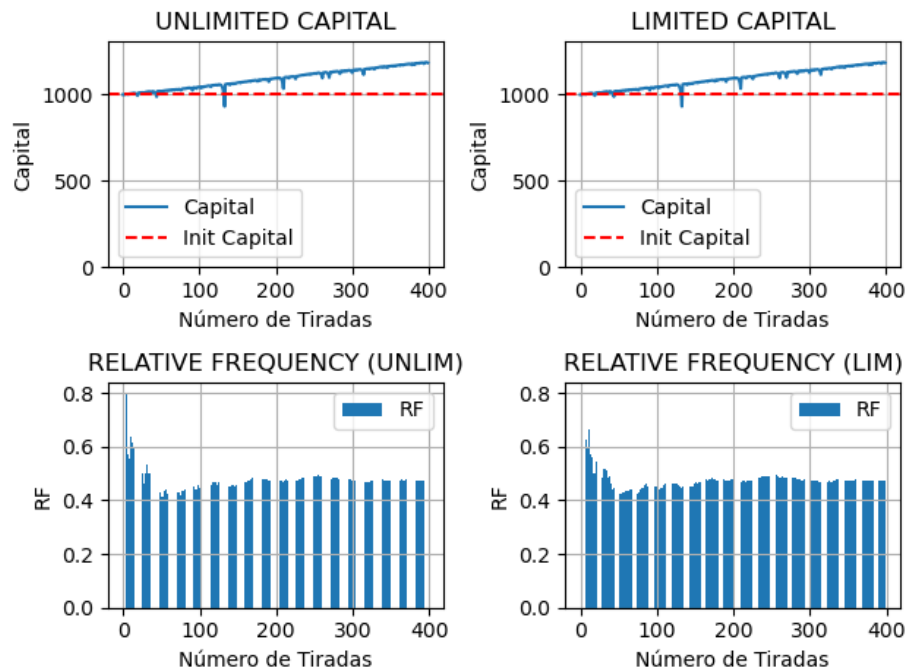 UNLIMITED CAPITAL
1000
500
0
Capital
Capital
Init Capital
0 100 200 300 400
Número de Tiradas
LIMITED CAPITAL
1000
500
0
Capital
Capital
Init Capital
0 100 200 300 400
Número de Tiradas
RELATIVE FREQUENCY (UNLIM)
0.8
0.6
0.4
0.2
0.0
RF
RF
0 100 200 300 400
Número de Tiradas
RELATIVE FREQUENCY (LIM)
0.8
0.6
0.4
0.2
0.0
RF
RF
0 100 200 300 400
Número de Tiradas